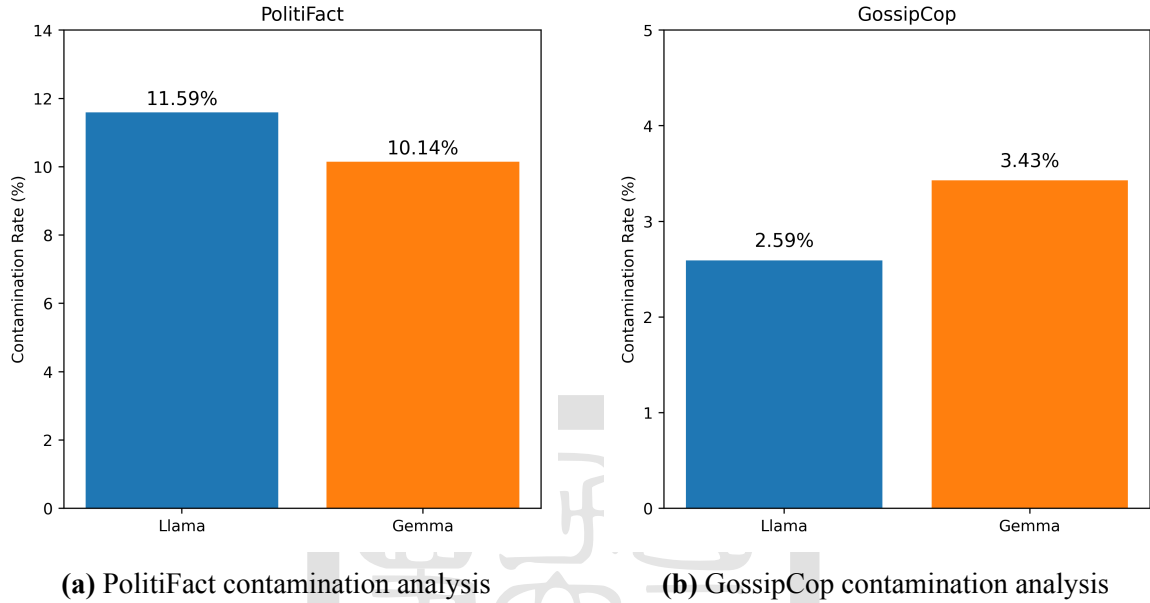 PolitiFact
14
12
10
8
6
4
2
0
Contamination Rate (%)
11.59%
10.14%
Llama
Gemma
(a) PolitiFact contamination analysis
GossipCop
5
4
3
2
1
0
Contamination Rate (%)
2.59%
3.43%
Llama
Gemma
(b) GossipCop contamination analysis